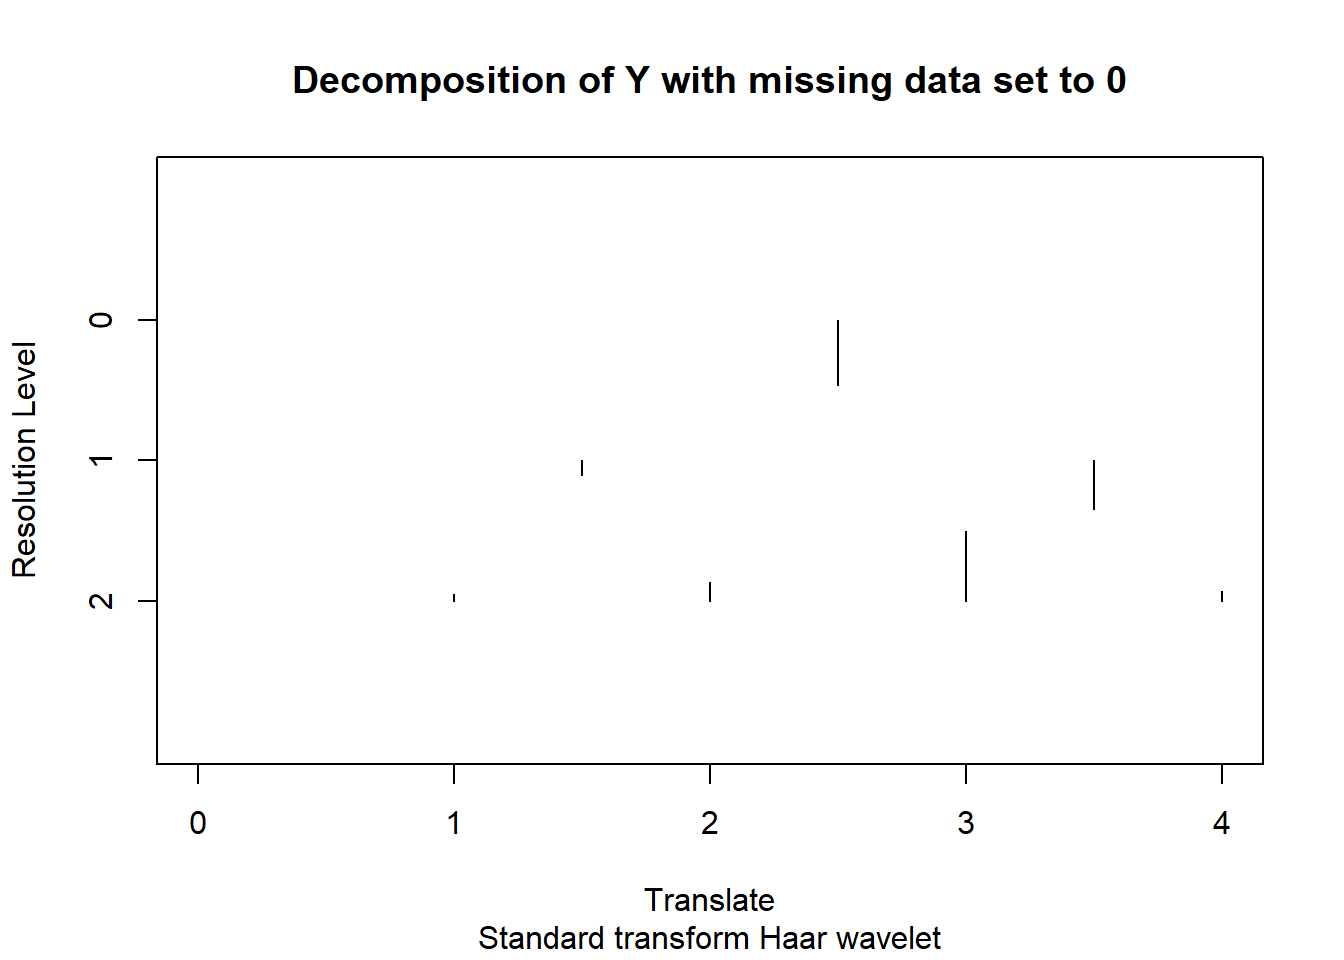 Decomposition of Y with missing data set to 0
Resolution Level
0
1
2
0 1 2 3 4
Translate
Standard transform Haar wavelet